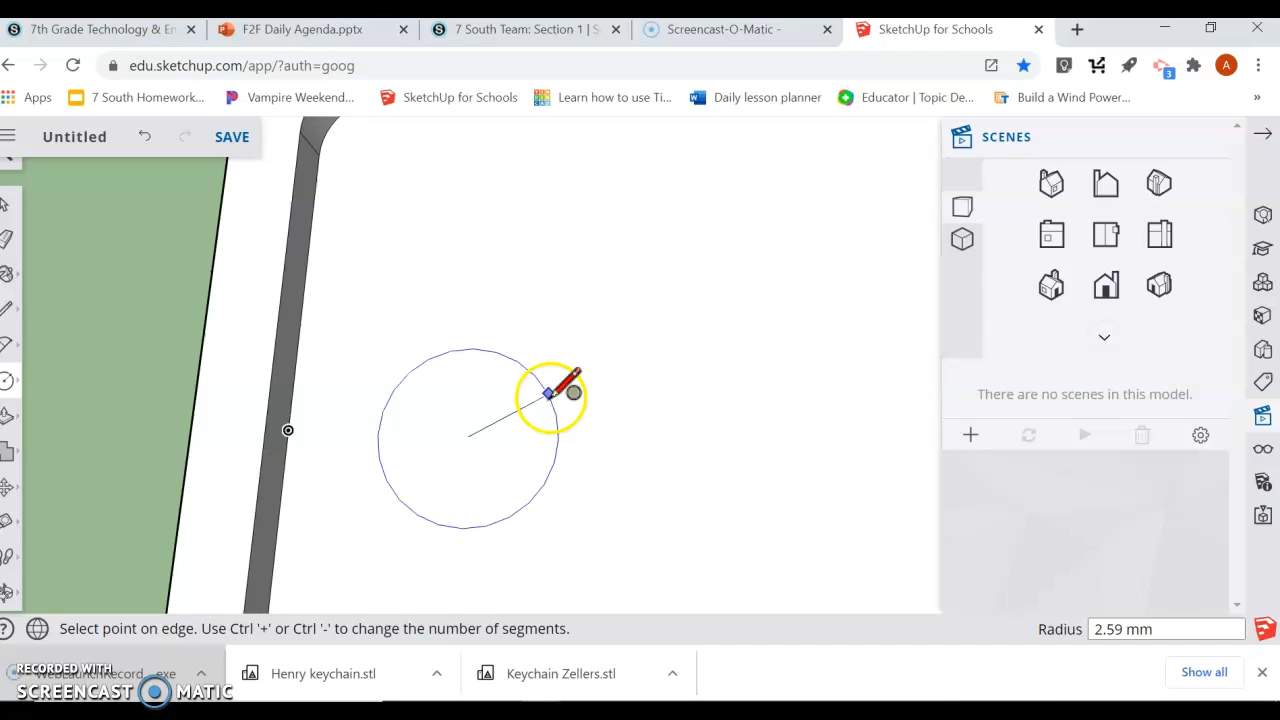 7th Grade Technology & En
F2F Daily Agenda.pptx
7 South Team: Section 1 | S
Screencast-O-Matic -
SketchUp for Schools
edu.sketchup.com/app/?auth=goog
A
3
Apps
7 South Homework...
Vampire Weekend...
SketchUp for Schools
Learn how to use Ti...
Daily lesson planner
Educator | Topic De...
Build a Wind Power...
»
Untitled
SAVE
SCENES
There are no scenes in this model.
Select point on edge. Use Ctrl '+' or Ctrl '-' to change the number of segments.
Radius
2.59 mm
WebLaunchRecord_.exe
Henry keychain.stl
Keychain Zellers.stl
Show all
RECORDED WITH
SCREENCAST MATIC